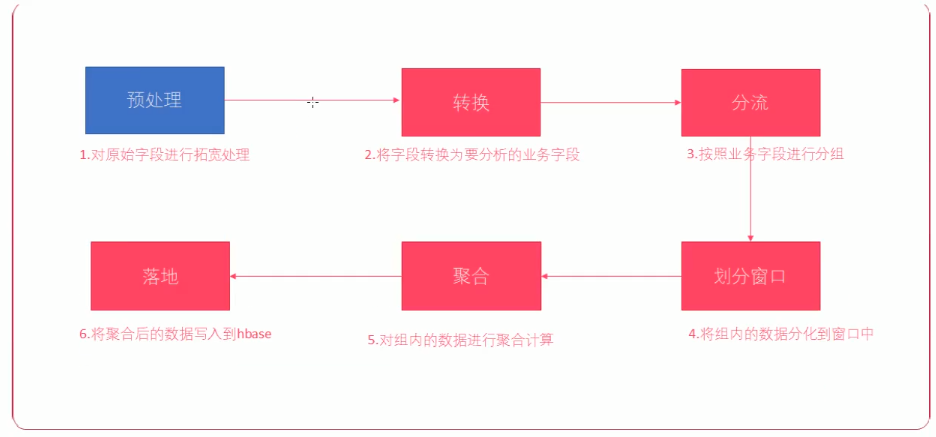 预处理
转换
分流
1.对原始字段进行拓宽处理
2.将字段转换为要分析的业务字段
3.按照业务字段进行分组
落地
聚合
划分窗口
6.将聚合后的数据写入到hbase
5.对组内的数据进行聚合计算
4.将组内的数据分化到窗口中